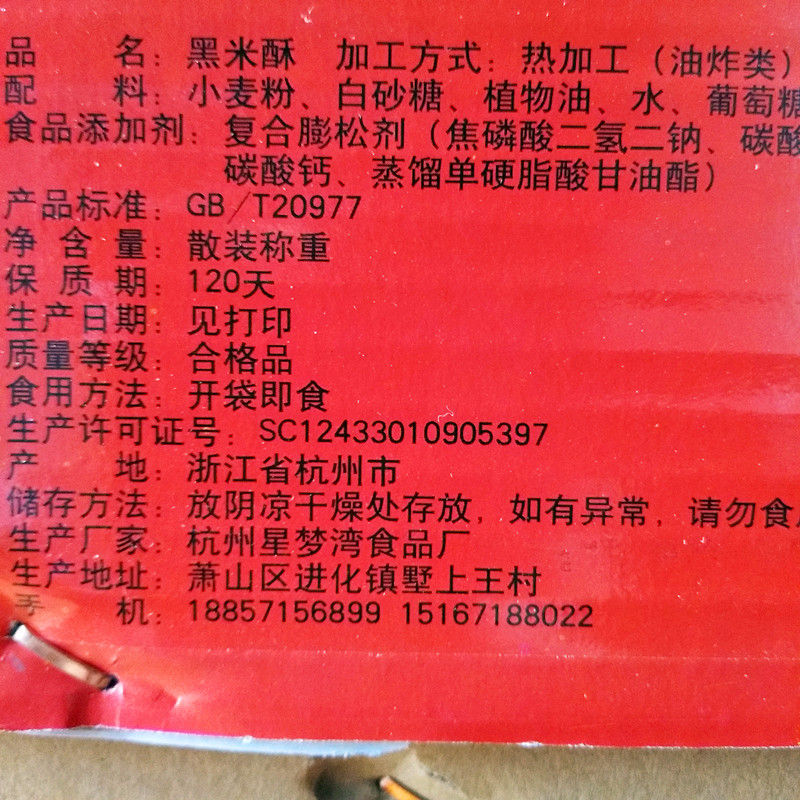 品 名：黑米酥 加工方式：热加工（油炸类）
配 料：小麦粉、白砂糖、植物油、水、葡萄糖
食品添加剂：复合膨松剂（焦磷酸二氢二钠、碳酸
碳酸钙、蒸馏单硬脂酸甘油酯）
产品标准：GB/T20977
净 含 量：散装称重
保 质 期：120天
生产日期：见打印
质量等级：合格品
食用方法：开袋即食
生产许可证号：SC12433010905397
产 地：浙江省杭州市
储存方法：放阴凉干燥处存放，如有异常，请勿食
生产厂家：杭州星梦湾食品厂
生产地址：萧山区进化镇墅上王村
手 机：18857156899 15167188022